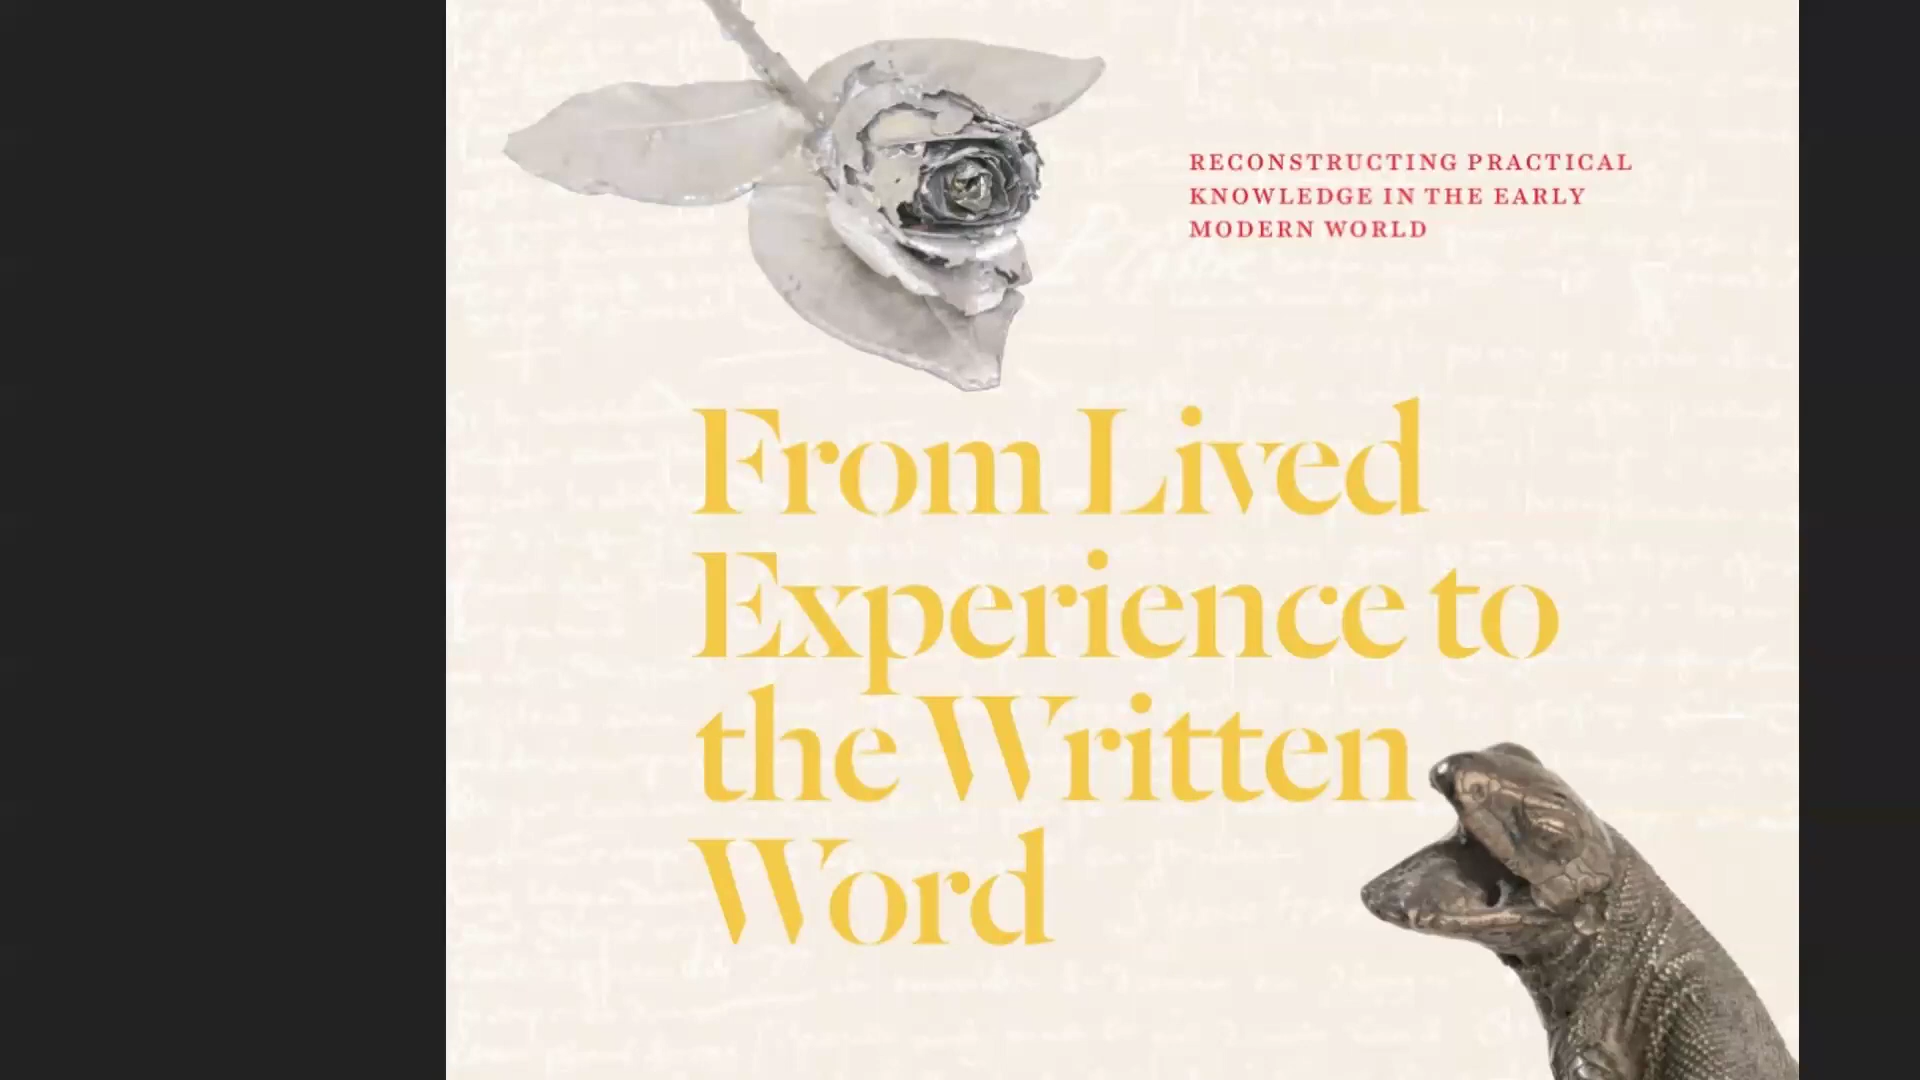 RECONSTRUCTING PRACTICAL
KNOWLEDGE IN THE EARLY
MODERN WORLD
From Lived
Experience to
the Written
Word